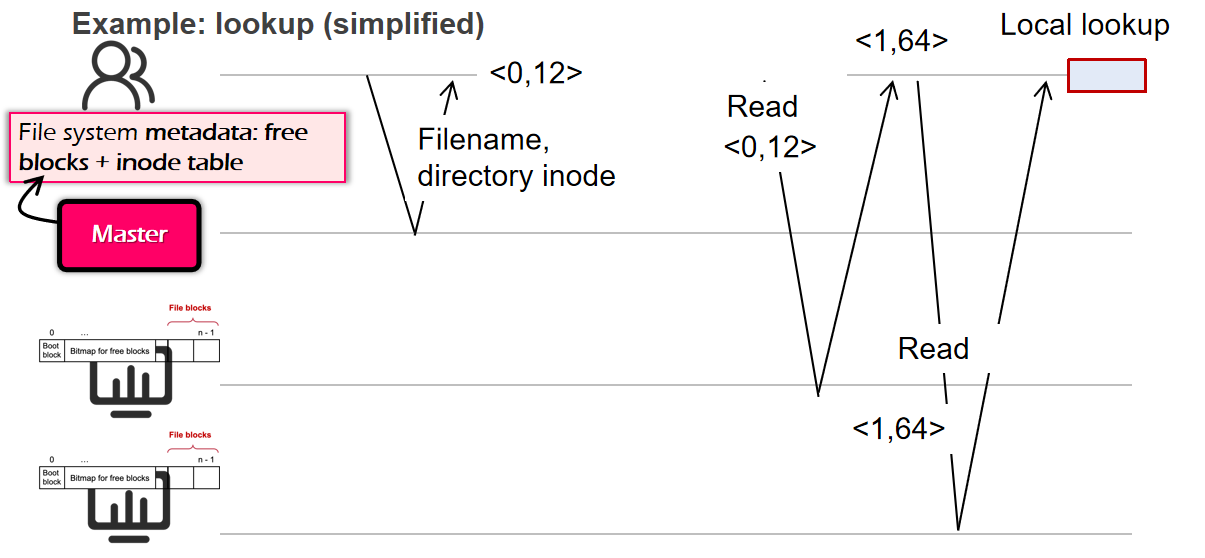 Example: lookup (simplified)
<1,64>
Local lookup
<0,12>
Read
<0,12>
Filename,
directory inode
File system metadata: free
blocks + inode table
Master
File blocks
0
...
n - 1
Boot
block
Bitmap for free blocks
Read
<1,64>
File blocks
0
...
n - 1
Boot
block
Bitmap for free blocks